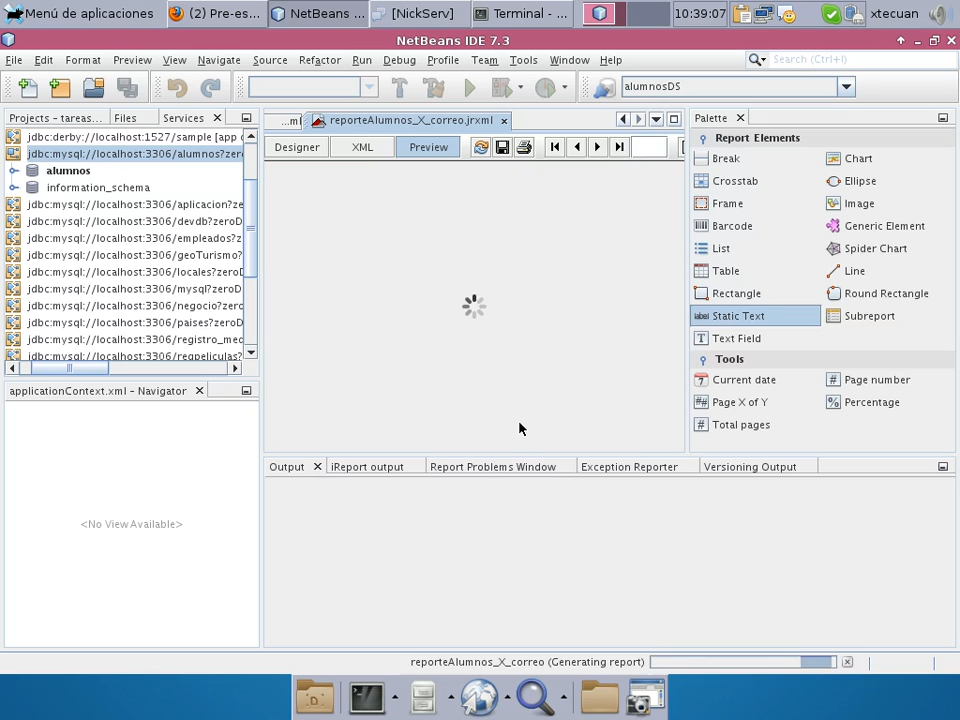 Menú de aplicaciones
(2) Pre-es...
NetBeans ...
[NickServ]
Terminal - ...
10:39:07
xtecuan
NetBeans IDE 7.3
File Edit Format Preview View Navigate Source Refactor Run Debug Profile Team Tools Window Help
Search (Ctrl+I)
alumnosDS
Projects - tareas... Files Services
...ml
reporteAlumnos_X_correo.jrxml
Palette
jdbc:derby://localhost:1527/sample [app
jdbc:mysql://localhost:3306/alumnos?zero
alumnos
information_schema
jdbc:mysql://localhost:3306/aplicacion?ze
jdbc:mysql://localhost:3306/devdb?zeroD
jdbc:mysql://localhost:3306/empleados?z
jdbc:mysql://localhost:3306/geoTurismo?
jdbc:mysql://localhost:3306/locales?zeroD
jdbc:mysql://localhost:3306/mysql?zeroD
jdbc:mysql://localhost:3306/negocio?zero
jdbc:mysql://localhost:3306/paises?zeroD
jdbc:mysql://localhost:3306/registro_med
jdbc:mysql://localhost:3306/regpeliculas?
Designer XML Preview
Report Elements
Break Chart
Crosstab Ellipse
Frame Image
Barcode Generic Element
List Spider Chart
Table Line
Rectangle Round Rectangle
label Static Text Subreport
Text Field
Tools
Current date # Page number
## Page X of Y % Percentage
# Total pages
applicationContext.xml - Navigator
<No View Available>
Output iReport output Report Problems Window Exception Reporter Versioning Output
reporteAlumnos_X_correo (Generating report)